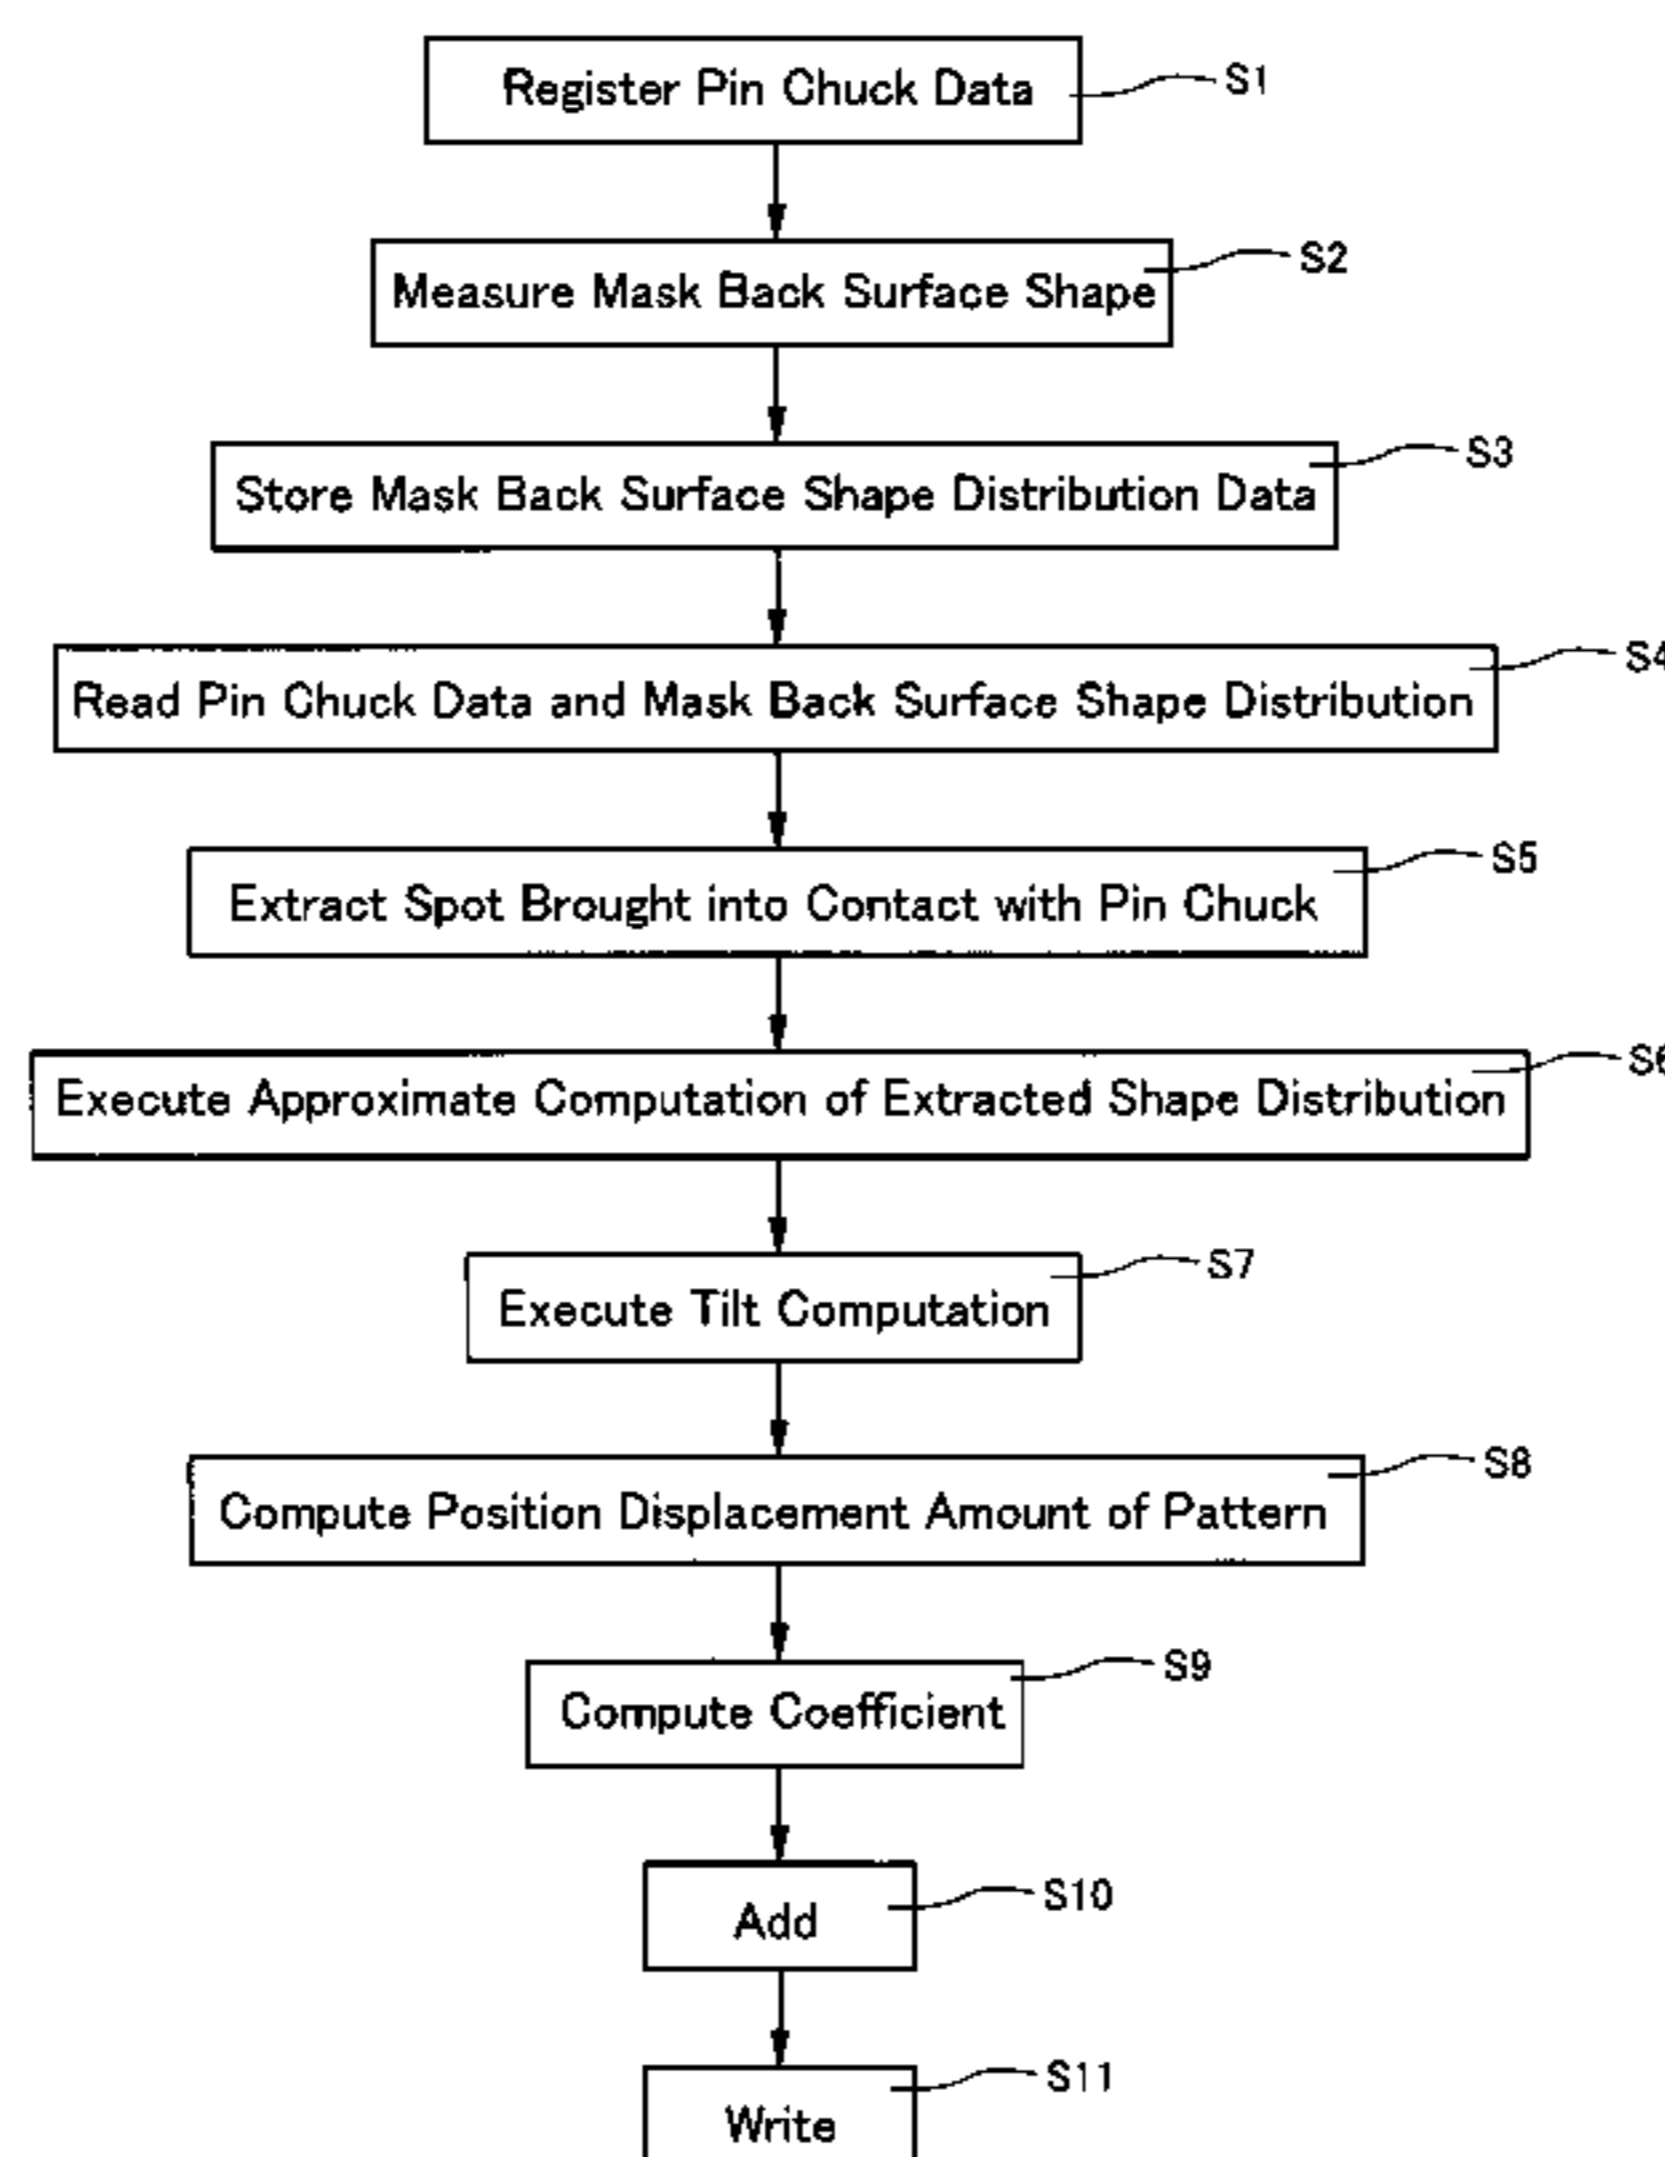 Register Pin Chuck Data
S1
Measure Mask Back Surface Shape
S2
Store Mask Back Surface Shape Distribution Data
S3
Read Pin Chuck Data and Mask Back Surface Shape Distribution
S4
Extract Spot Brought into Contact with Pin Chuck
S5
Execute Approximate Computation of Extracted Shape Distribution
S6
Execute Tilt Computation
S7
Compute Position Displacement Amount of Pattern
S8
Compute Coefficient
S9
Add
S10
Write
S11